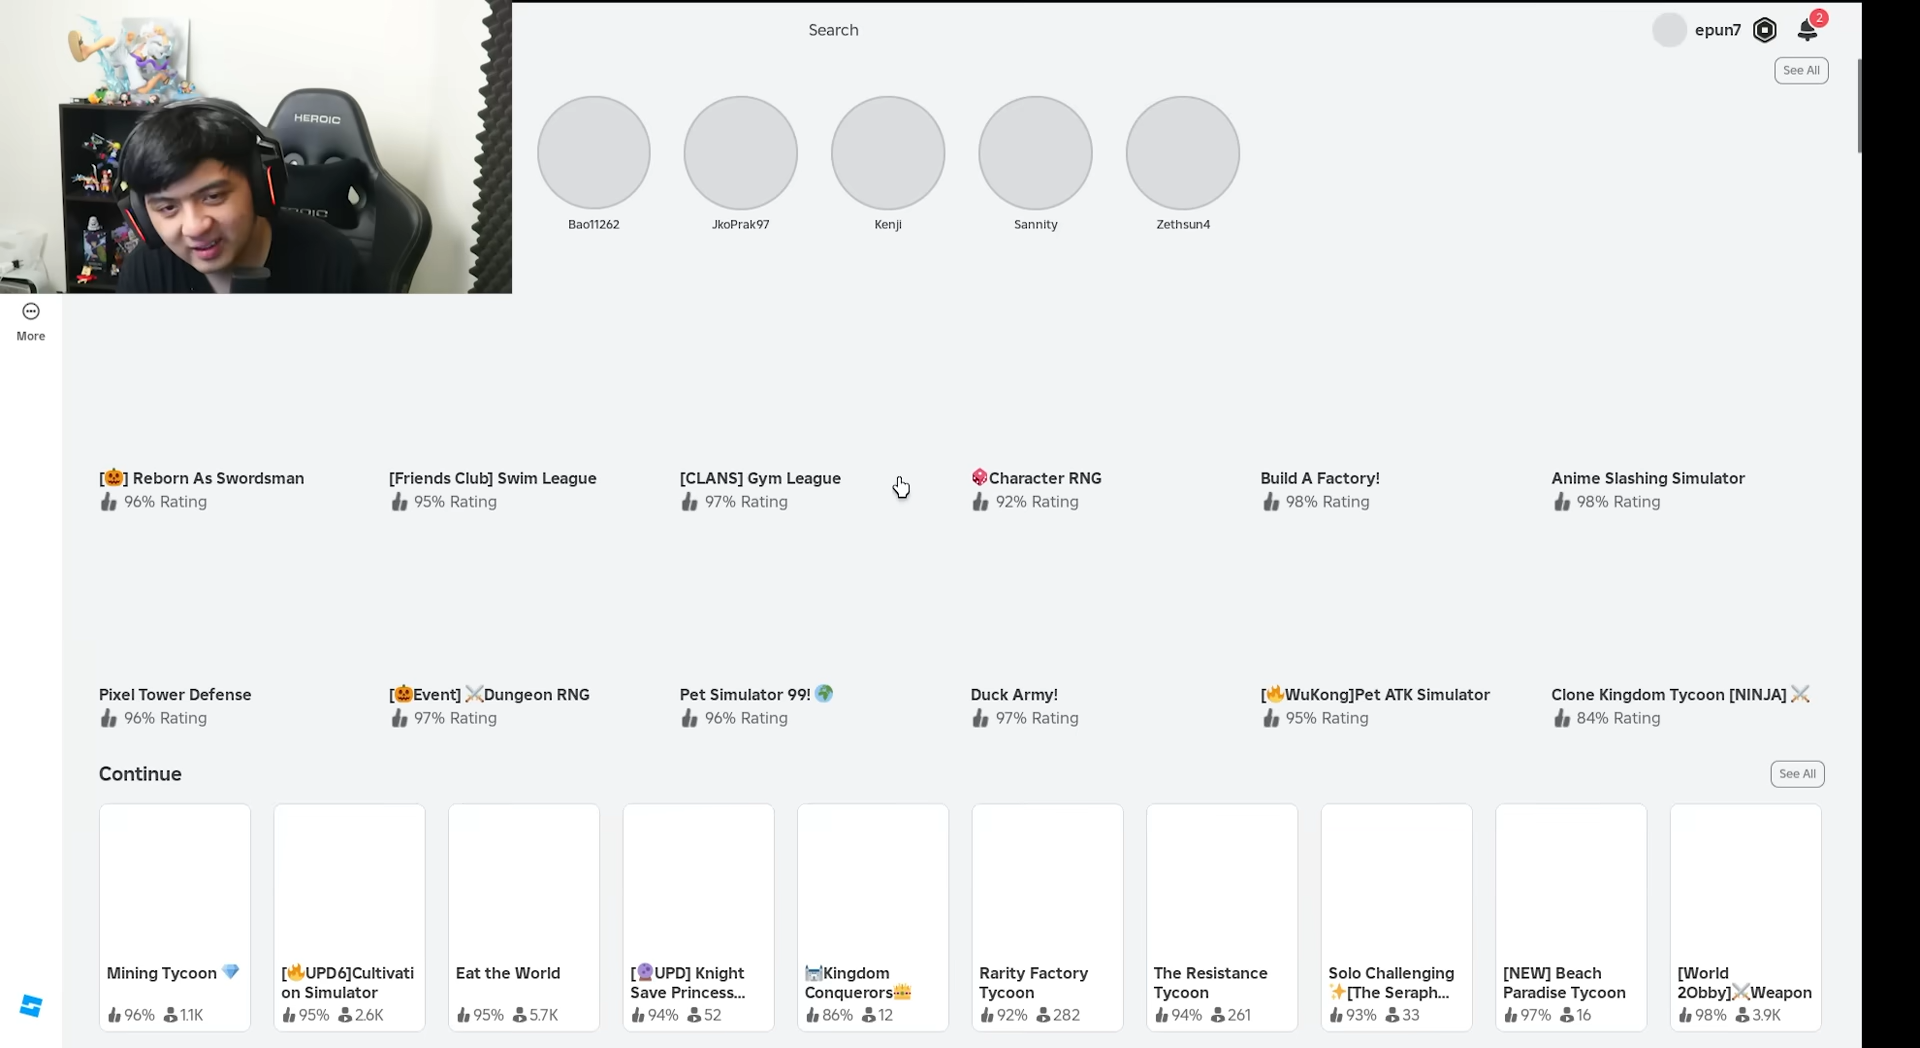 HEROIC
Search
epun7
2
See All
Bao11262
JkoPrak97
Kenji
Sannity
Zethsun4
More
[🎃] Reborn As Swordsman
[Friends Club] Swim League
[CLANS] Gym League
🎲Character RNG
Build A Factory!
Anime Slashing Simulator
96% Rating
95% Rating
97% Rating
92% Rating
98% Rating
98% Rating
Pixel Tower Defense
[🎃Event] ⚔️Dungeon RNG
Pet Simulator 99! 🌎
Duck Army!
[🔥WuKong]Pet ATK Simulator
Clone Kingdom Tycoon [NINJA] ⚔️
96% Rating
97% Rating
96% Rating
97% Rating
95% Rating
84% Rating
Continue
See All
Mining Tycoon 💎
96% 1.1K
[🔥UPD6]Cultivati
on Simulator
95% 2.6K
Eat the World
95% 5.7K
[🔮UPD] Knight
Save Princess...
94% 52
🏰Kingdom
Conquerors👑
86% 12
Rarity Factory
Tycoon
92% 282
The Resistance
Tycoon
94% 261
Solo Challenging
✨[The Seraph...
93% 33
[NEW] Beach
Paradise Tycoon
97% 16
[World
2Obby]⚔️Weapon
98% 3.9K